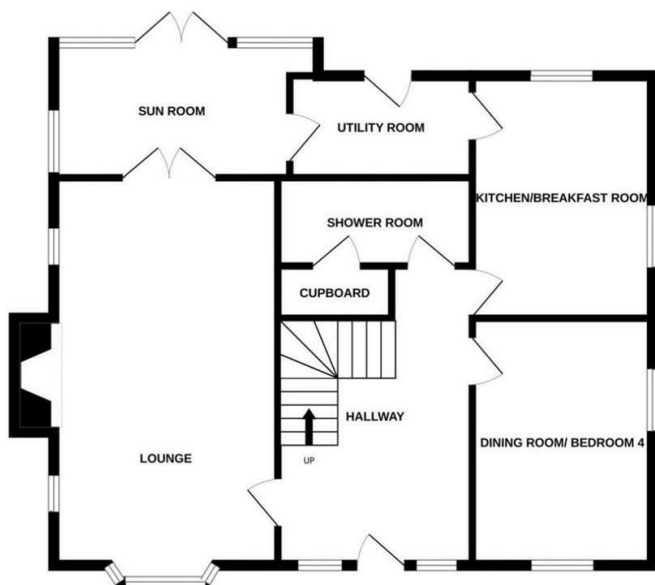 SUN ROOM
UTILITY ROOM
KITCHEN/BREAKFAST ROOM
SHOWER ROOM
CUPBOARD
HALLWAY
DINING ROOM/ BEDROOM 4
LOUNGE
UP